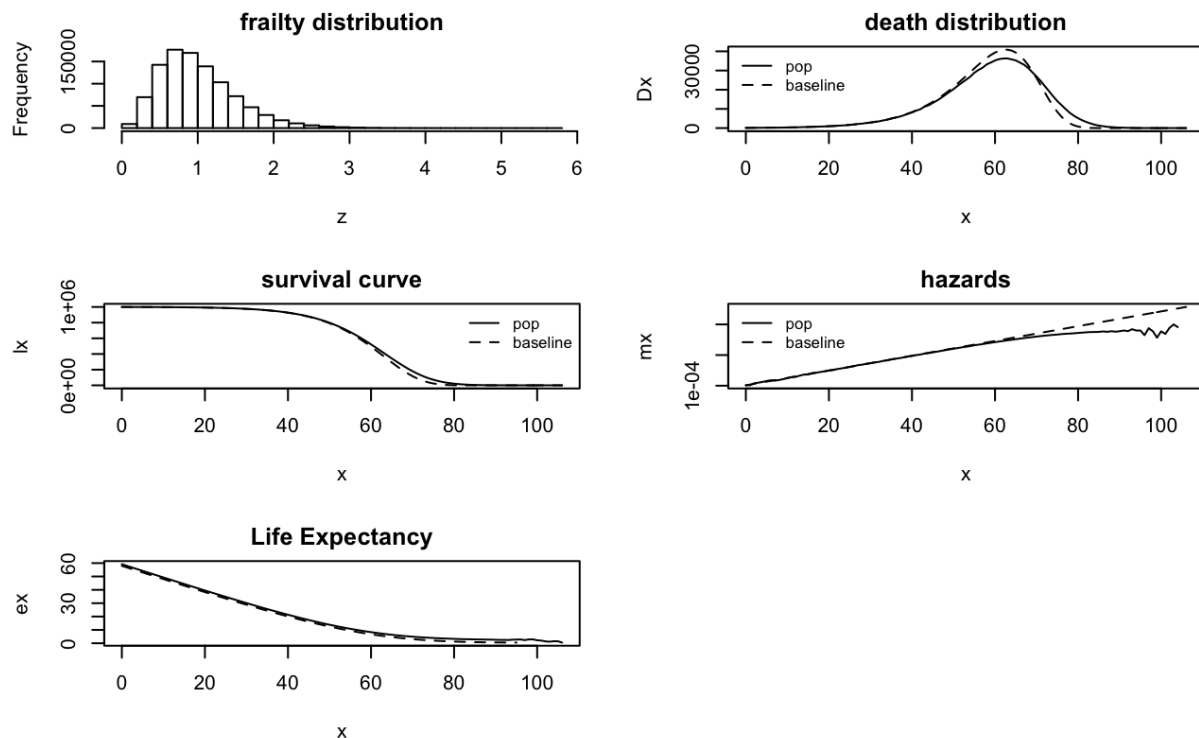 frailty distribution
Frequency
150000
0
0 1 2 3 4 5 6
z
death distribution
Dx
30000
0
pop
baseline
0 20 40 60 80 100
x
survival curve
lx
1e+06
0e+00
pop
baseline
0 20 40 60 80 100
x
hazards
mx
1e-04
pop
baseline
0 20 40 60 80 100
x
Life Expectancy
ex
60
30
0
0 20 40 60 80 100
x